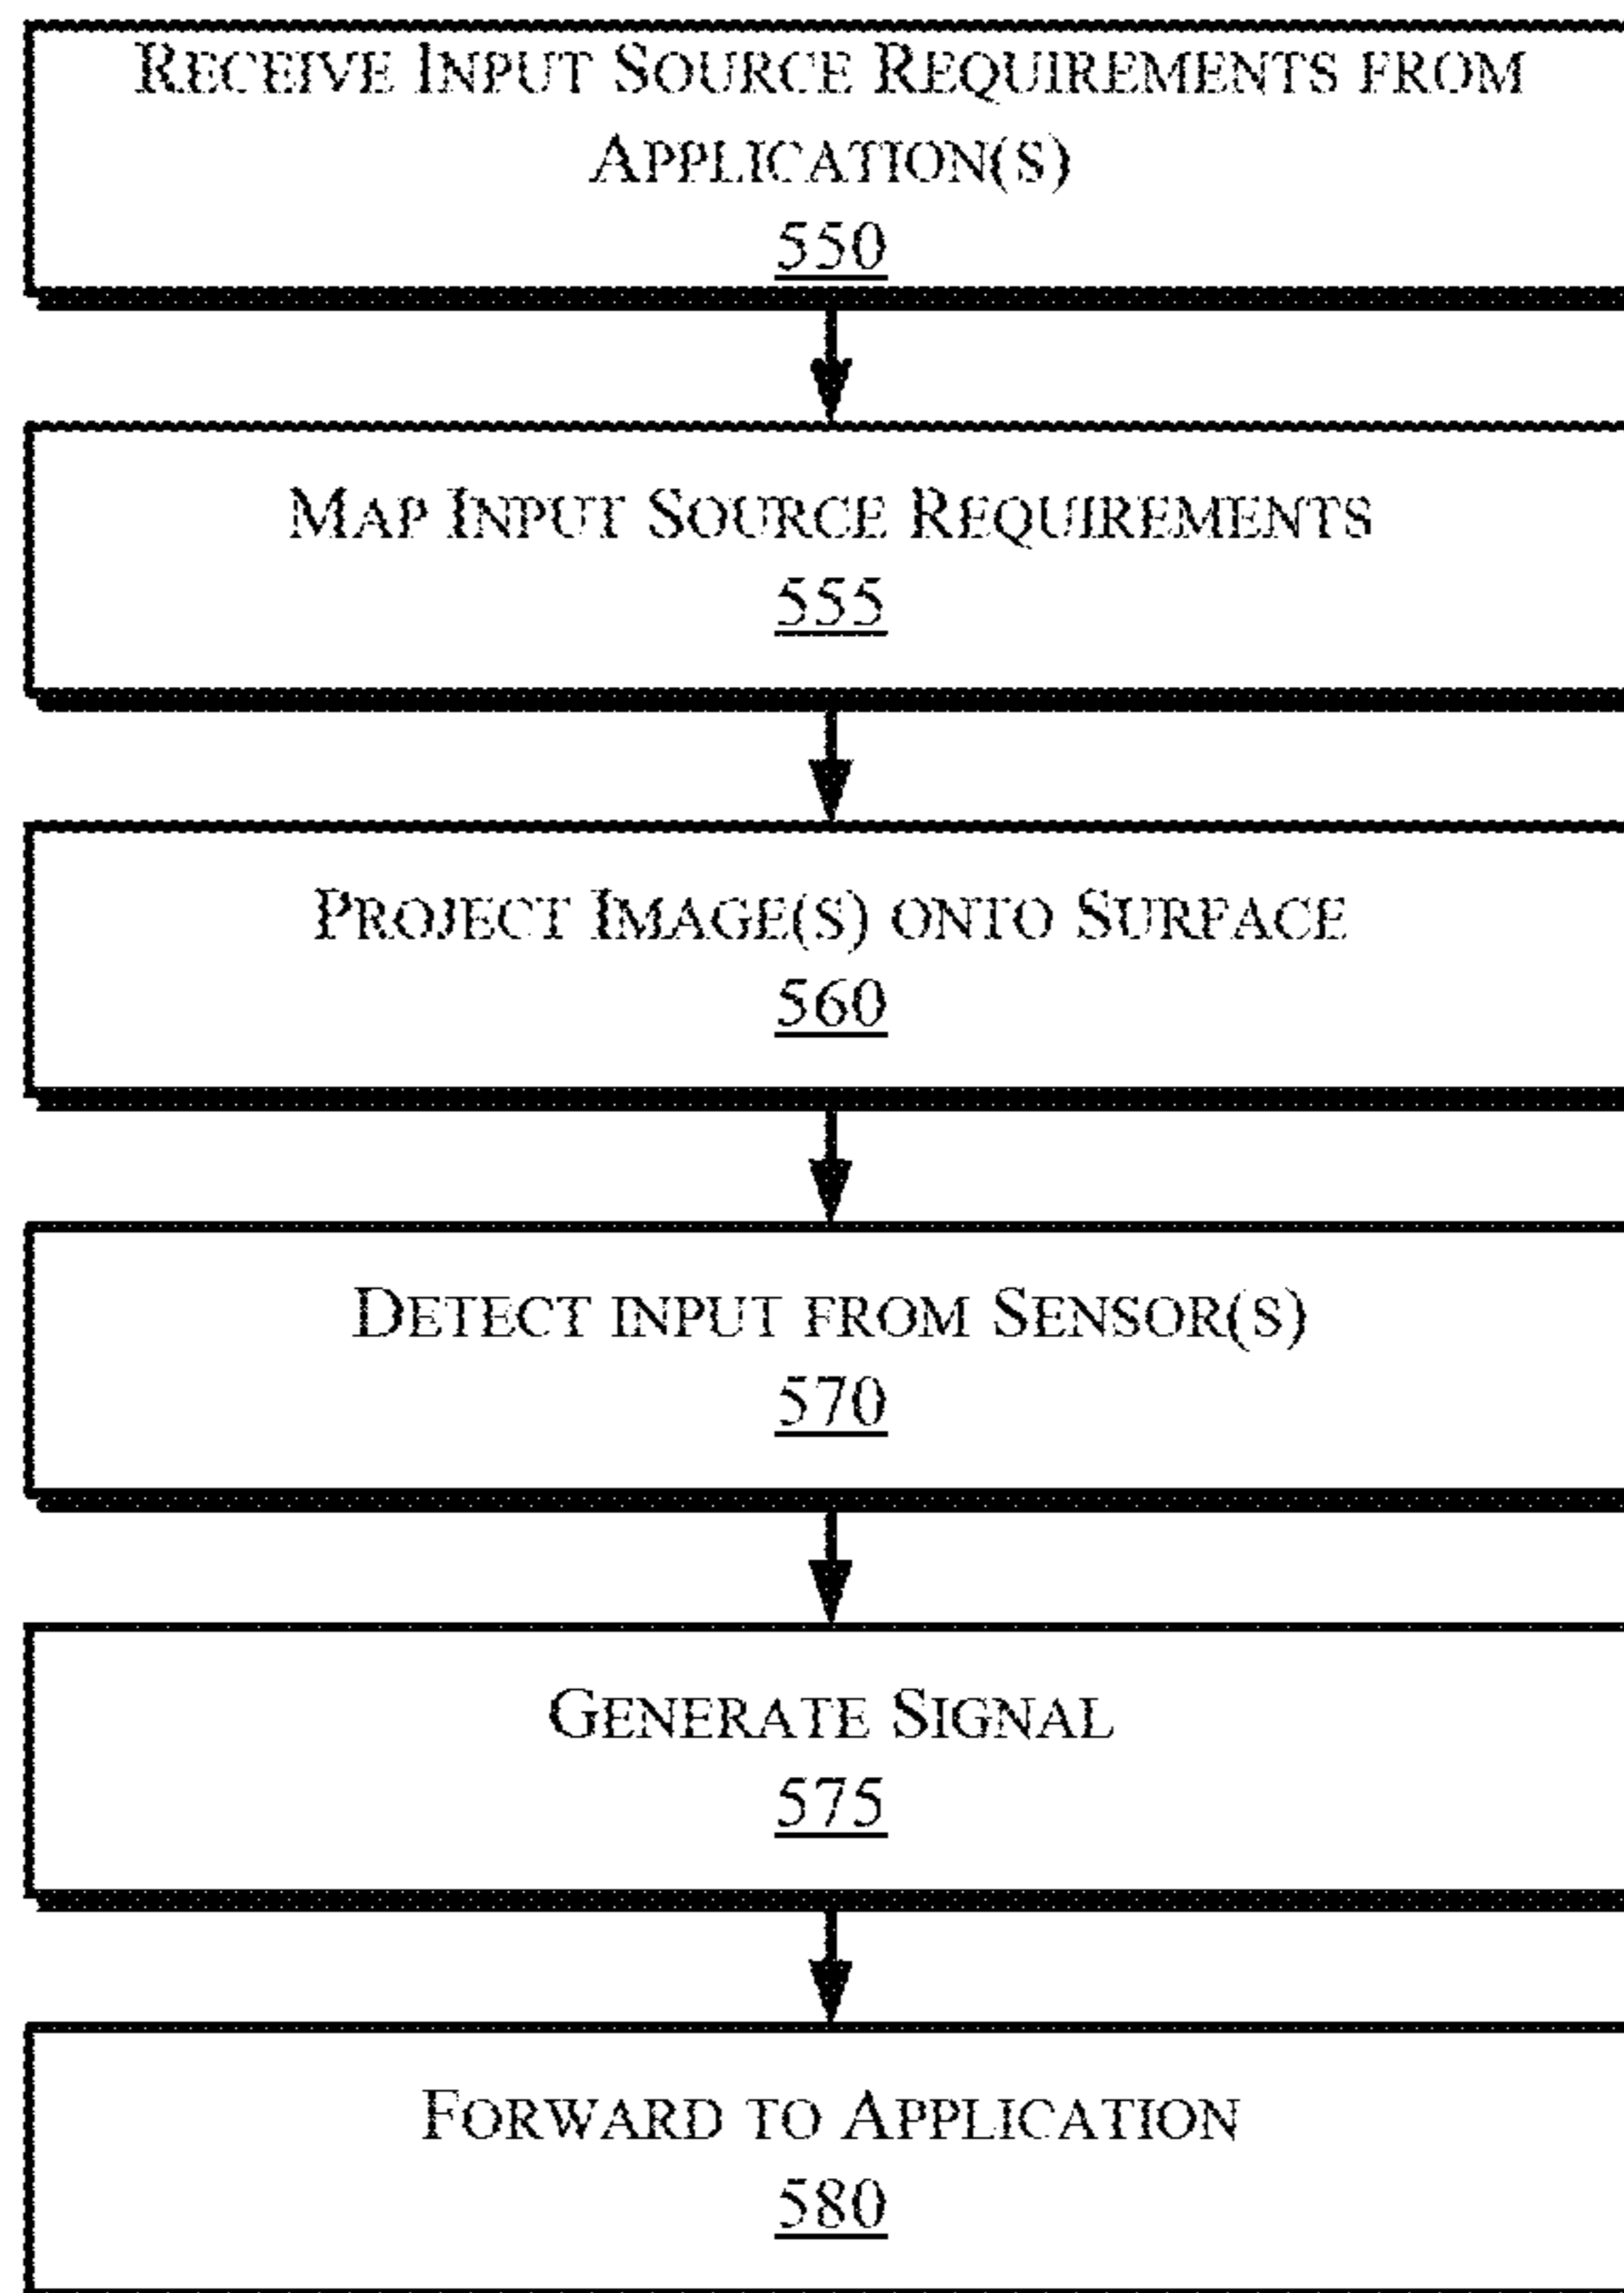 Receive Input Source Requirements from
Application(s)
550
Map Input Source Requirements
555
Project Image(s) onto Surface
560
Detect input from Sensor(s)
570
Generate Signal
575
Forward to Application
580